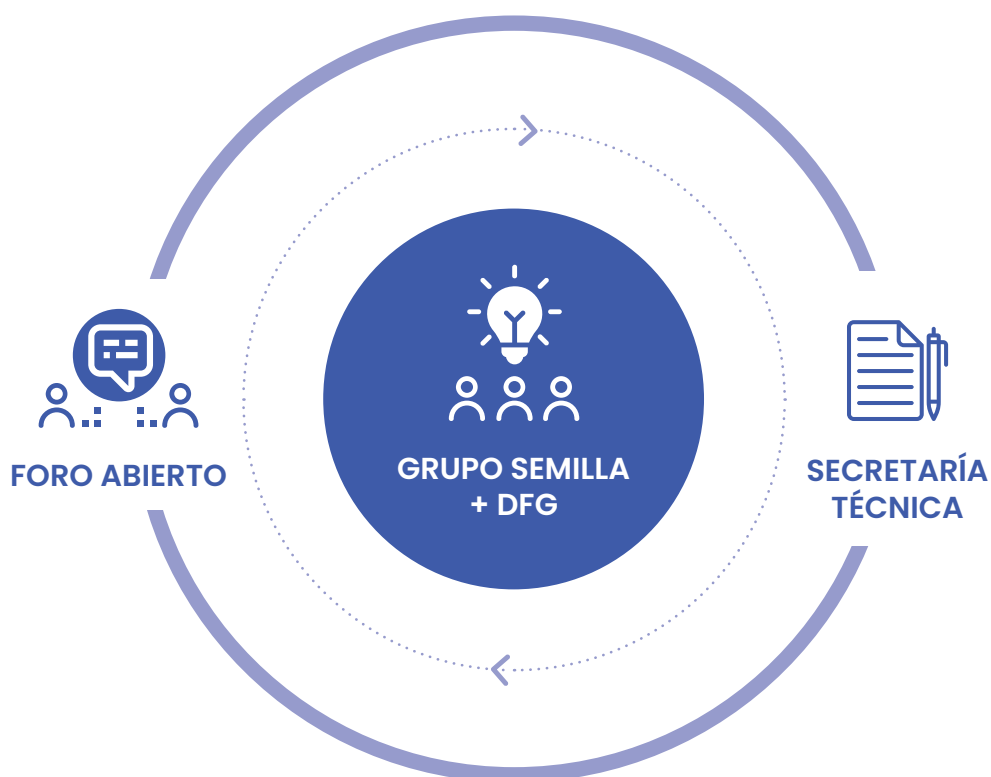 FORO ABIERTO
GRUPO SEMILLA
+ DFG
SECRETARÍA
TÉCNICA